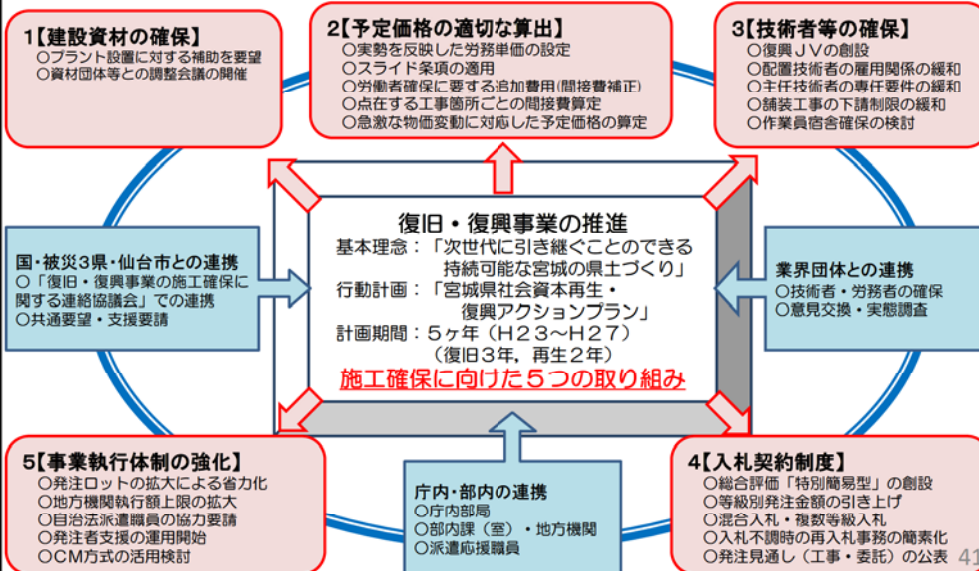 1【建設資材の確保】
○プラント設置に対する補助を要望
○資材団体等との調整会議の開催
2【予定価格の適切な算出】
○実勢を反映した労務単価の設定
○スライド条項の適用
○労働者確保に要する追加費用(間接費補正)
○点在する工事箇所ごとの間接費算定
○急激な物価変動に対応した予定価格の算定
3【技術者等の確保】
○復興JVの創設
○配置技術者の雇用関係の緩和
○主任技術者の専任要件の緩和
○舗装工事の下請制限の緩和
○作業員宿舎確保の検討
復旧・復興事業の推進
基本理念:「次世代に引き継ぐことのできる
持続可能な宮城の県土づくり」
行動計画:「宮城県社会資本再生・
復興アクションプラン」
計画期間:5ヶ年(H23~H27)
(復旧3年,再生2年)
施工確保に向けた5つの取り組み
国・被災3県・仙台市との連携
○「復旧・復興事業の施工確保に
関する連絡協議会」での連携
○共通要望・支援要請
業界団体との連携
○技術者・労務者の確保
○意見交換・実態調査
5【事業執行体制の強化】
○発注ロットの拡大による省力化
○地方機関執行額上限の拡大
○自治法派遣職員の協力要請
○発注者支援の運用開始
○CM方式の活用検討
庁内・部内の連携
○庁内部局
○部内課(室)・地方機関
○派遣応援職員
4【入札契約制度】
○総合評価「特別簡易型」の創設
○等級別発注金額の引き上げ
○混合入札・複数等級入札
○入札不調時の再入札事務の簡素化
○発注見通し(工事・委託)の公表
41